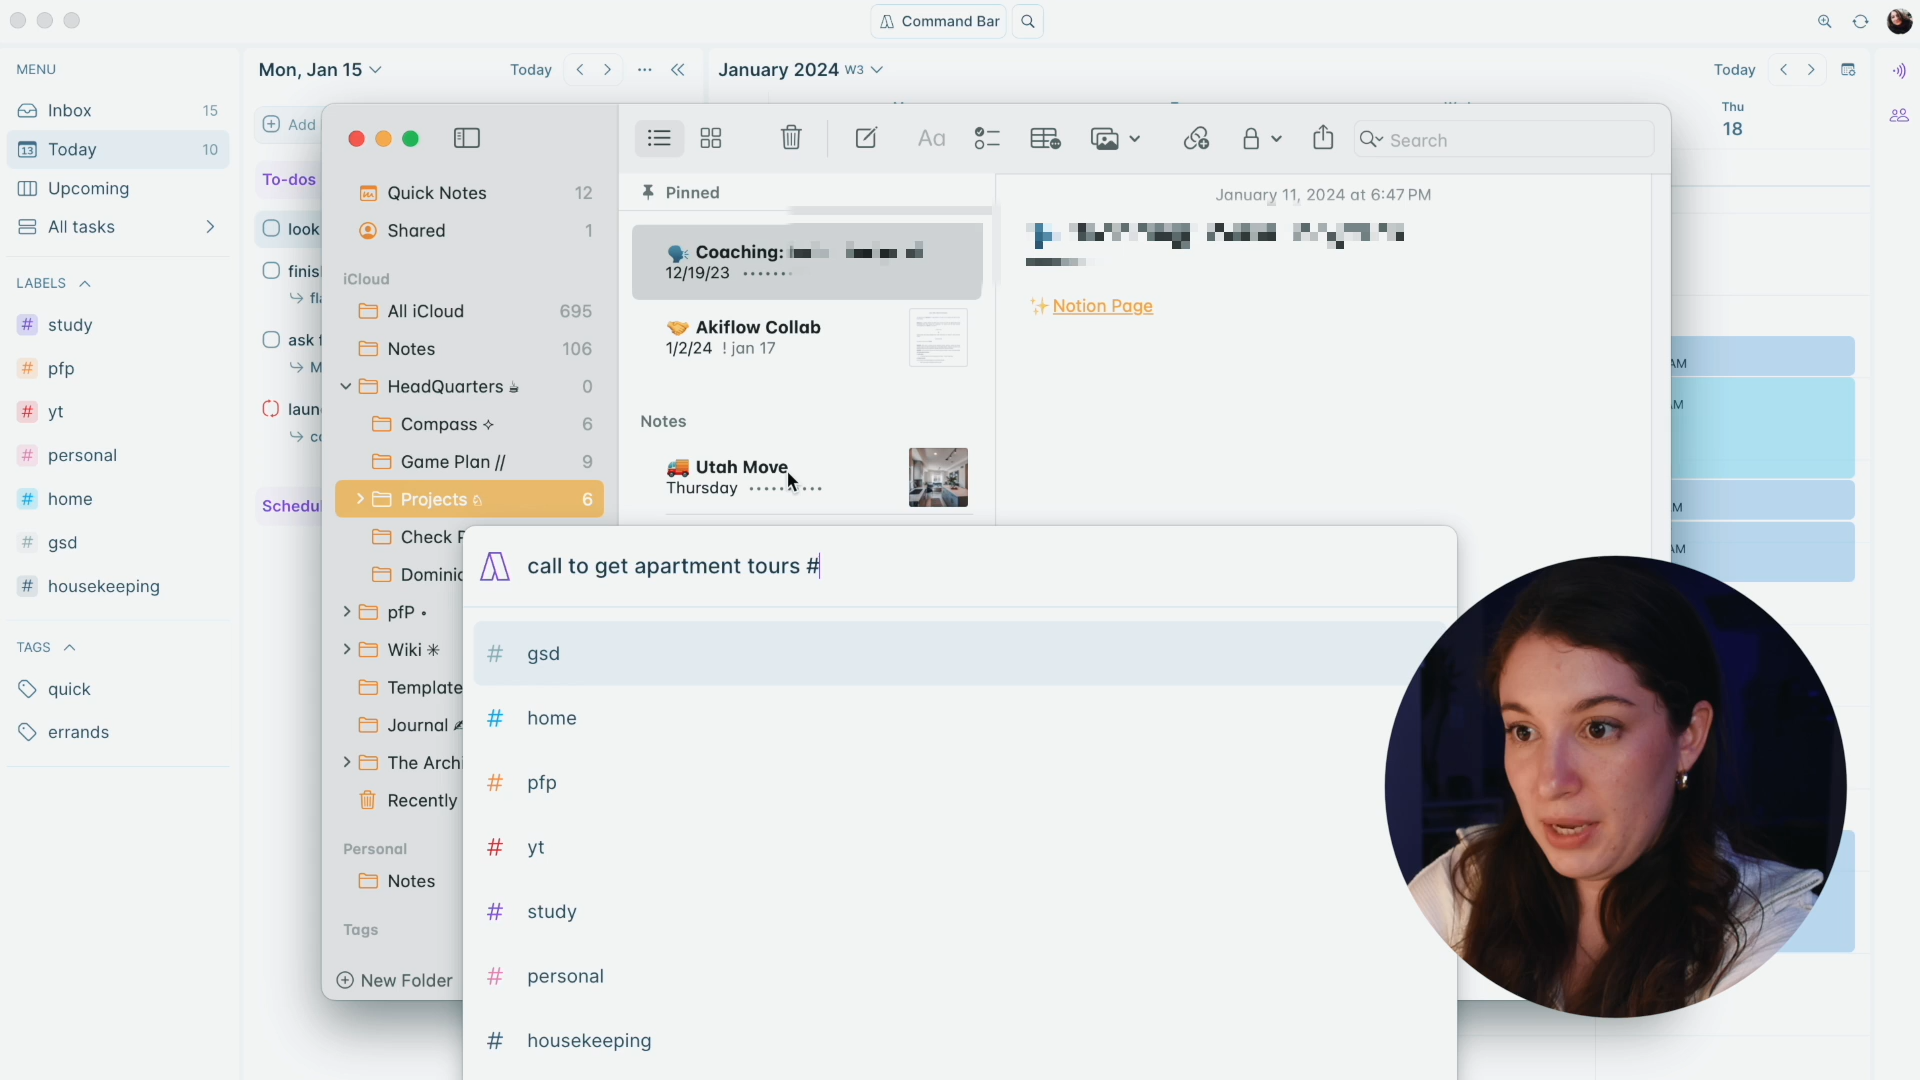 Command Bar
MENU
Inbox 15
Today 10
Upcoming
All tasks
LABELS
# study
# pfp
# yt
# personal
# home
# gsd
# housekeeping
TAGS
quick
errands
Mon, Jan 15
Today
Add
To-dos
look
ask
laun
January 2024 W3
Today
Thu
18
AM
Quick Notes 12
Shared 1
iCloud
All iCloud 695
Notes 106
HeadQuarters 0
Compass 6
Game Plan // 9
Projects 6
Check
pfP •
Wiki
Template
Journal
The Archi
Recently
Personal
Notes
Tags
New Folder
Aa
Search
Pinned
Coaching:
12/19/23
Akiflow Collab
1/2/24 ! jan 17
Notes
Utah Move
Thursday
January 11, 2024 at 6:47 PM
Notion Page
call to get apartment tours #
# gsd
# home
# pfp
# yt
# study
# personal
# housekeeping